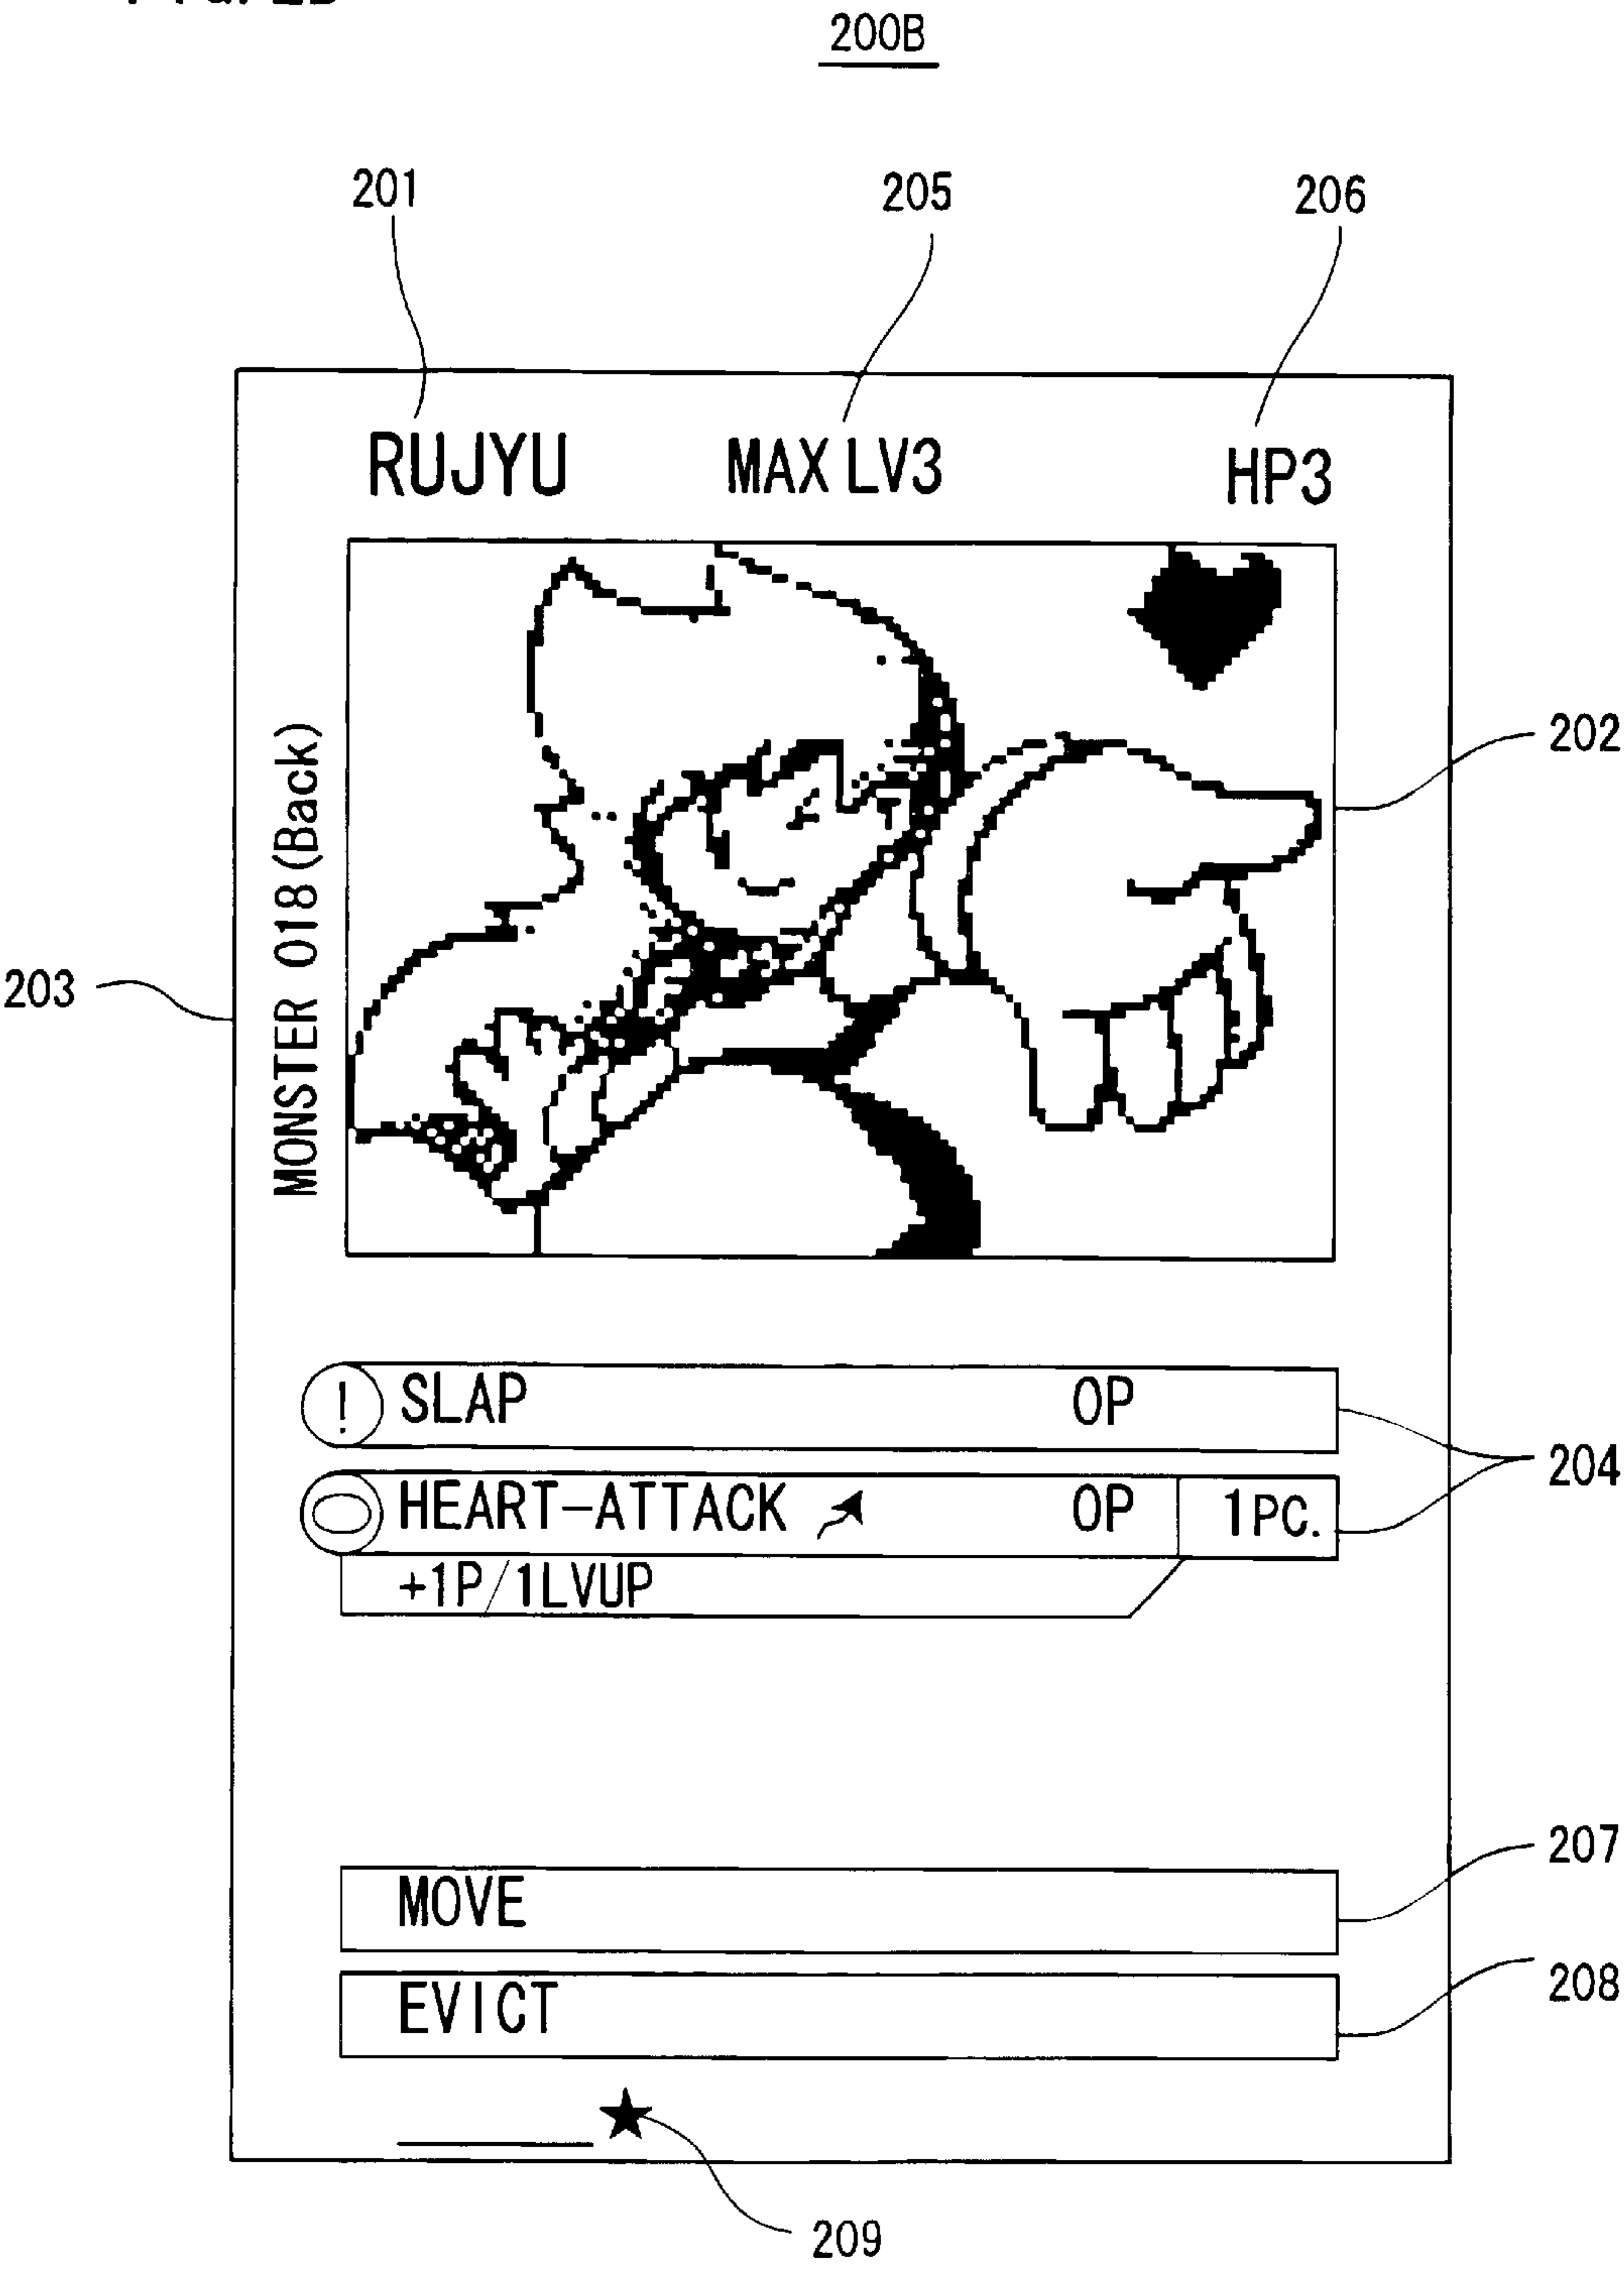 200B
201
205
206
RUJYU MAX LV3 HP3
202
MONSTER 018(Back)
203
! SLAP 0P
HEART-ATTACK 0P 1PC.
204
+1P/1LVUP
MOVE
207
EVICT
208
209